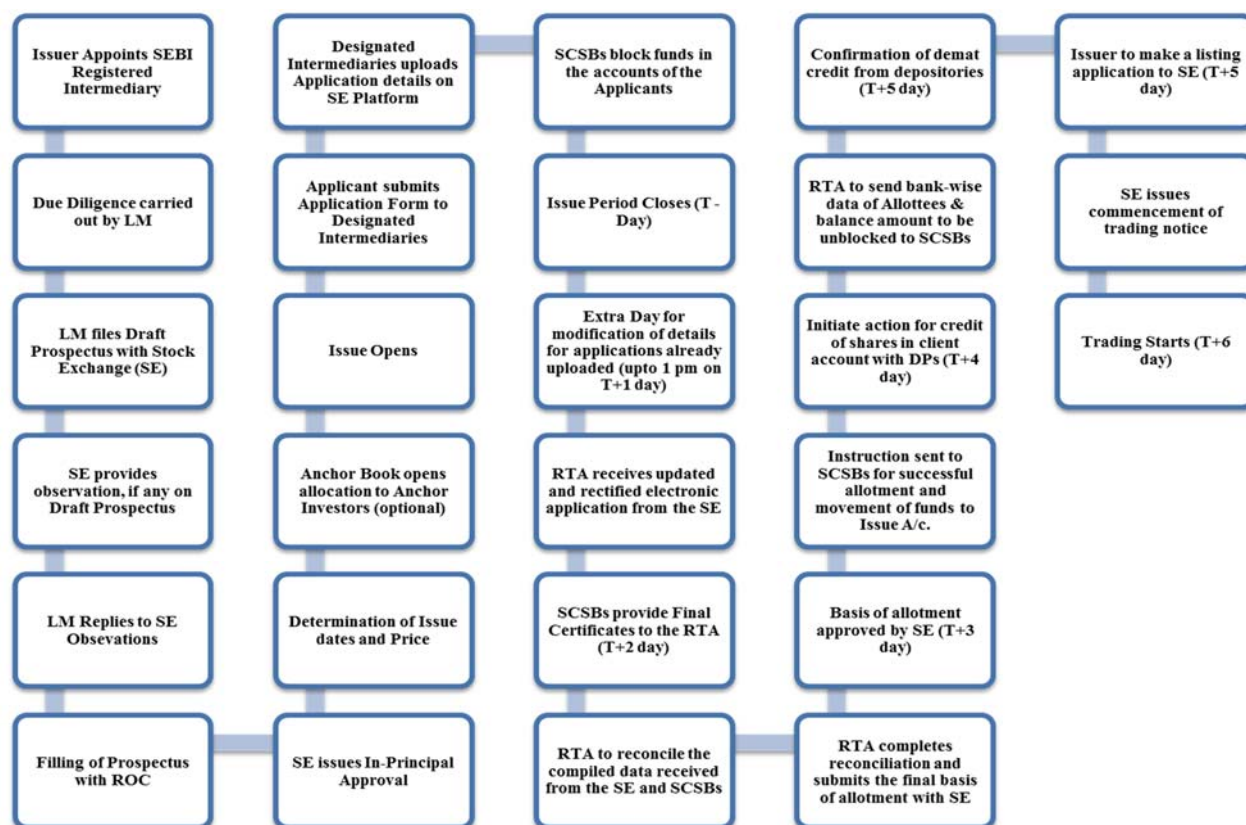 Issuer Appoints SEBI
Registered
Intermediary
Due Diligence carried
out by LM
LM files Draft
Prospectus with Stock
Exchange (SE)
SE provides
observation, if any on
Draft Prospectus
LM Replies to SE
Obsevations
Filling of Prospectus
with ROC
SE issues In-Principal
Approval
Determination of Issue
dates and Price
Anchor Book opens
allocation to Anchor
Investors (optional)
Issue Opens
Applicant submits
Application Form to
Designated
Intermediaries
Designated
Intermediaries uploads
Application details on
SE Platform
SCSBs block funds in
the accounts of the
Applicants
Issue Period Closes (T -
Day)
Extra Day for
modification of details
for applications already
uploaded (upto 1 pm on
T+1 day)
RTA receives updated
and rectified electronic
application from the SE
SCSBs provide Final
Certificates to the RTA
(T+2 day)
RTA to reconcile the
compiled data received
from the SE and SCSBs
RTA completes
reconciliation and
submits the final basis
of allotment with SE
Basis of allotment
approved by SE (T+3
day)
Instruction sent to
SCSBs for successful
allotment and
movement of funds to
Issue A/c.
Initiate action for credit
of shares in client
account with DPs (T+4
day)
RTA to send bank-wise
data of Allottees &
balance amount to be
unblocked to SCSBs
Confirmation of demat
credit from depositories
(T+5 day)
Issuer to make a listing
application to SE (T+5
day)
SE issues
commencement of
trading notice
Trading Starts (T+6
day)